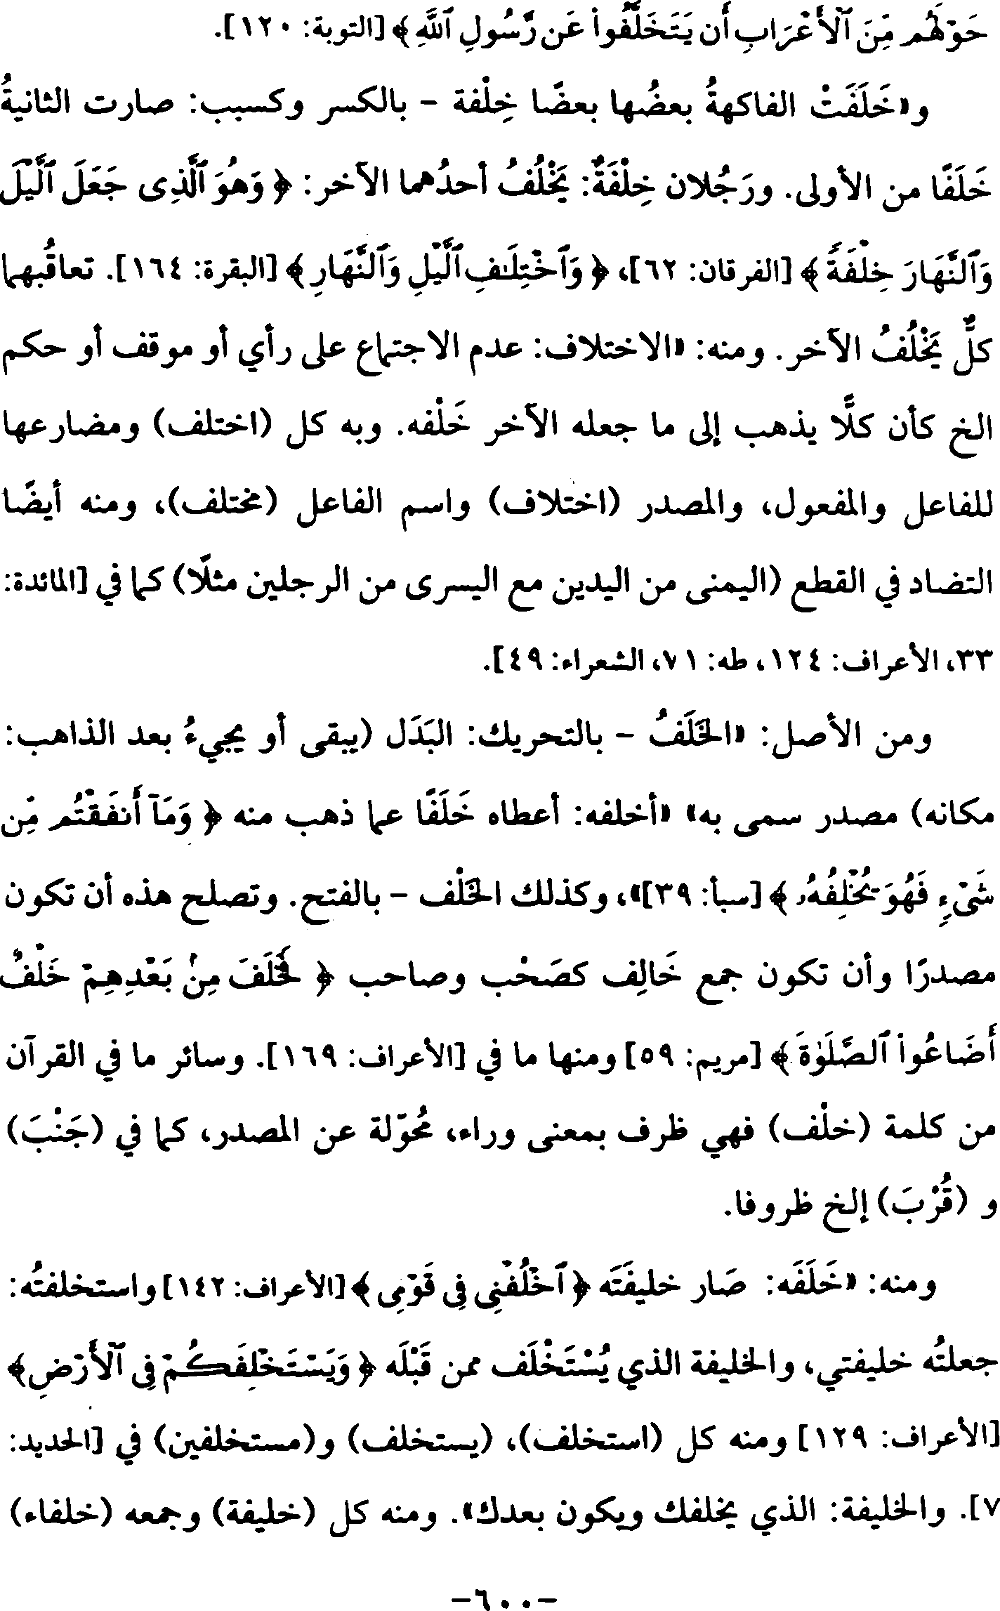 حَوْلَهُم مِّنَ ٱلْأَعْرَابِ أَن يَتَخَلَّفُوا۟ عَن رَّسُولِ ٱللَّهِ ﴾ [التوبة: ١٢٠].
و«خَلَفَتْ الفاكهةُ بعضُها بعضًا خِلْفة - بالكسر وكسبب: صارت الثانيةُ
خَلَفًا من الأولى. ورَجُلان خِلْفَةٌ: يَخْلُفُ أحدُهما الآخر: ﴿ وَهُوَ ٱلَّذِى جَعَلَ ٱلَّيْلَ
وَٱلنَّهَارَ خِلْفَةً ﴾ [الفرقان: ٦٢]، ﴿ وَٱخْتِلَـٰفِ ٱلَّيْلِ وَٱلنَّهَارِ ﴾ [البقرة: ١٦٤]. تعاقُبهما
كلٌّ يَخْلُفُ الآخر. ومنه: «الاختلاف: عدم الاجتماع على رأي أو موقف أو حكم
الخ كأن كلًّا يذهب إلى ما جعله الآخر خَلْفه. وبه كل (اختلف) ومضارعها
للفاعل والمفعول، والمصدر (اختلاف) واسم الفاعل (مختلف)، ومنه أيضًا
التضاد في القطع (اليمنى من اليدين مع اليسرى من الرجلين مثلًا) كما في [المائدة:
٣٣، الأعراف: ١٢٤، طه: ٧١، الشعراء: ٤٩].
ومن الأصل: «الخَلَفُ - بالتحريك: البَدَل (يبقى أو يجيءُ بعد الذاهب:
مكانه) مصدر سمى به» «أخلفه: أعطاه خَلَفًا عما ذهب منه ﴿ وَمَآ أَنفَقْتُم مِّن
شَىْءٍ فَهُوَ يُخْلِفُهُۥ ﴾ [سبأ: ٣٩]»، وكذلك الخَلْف - بالفتح. وتصلح هذه أن تكون
مصدرًا وأن تكون جمع خَالِف كصَحْب وصاحب ﴿ فَخَلَفَ مِنۢ بَعْدِهِمْ خَلْفٌ
أَضَاعُوا۟ ٱلصَّلَوٰةَ ﴾ [مريم: ٥٩] ومنها ما في [الأعراف: ١٦٩]. وسائر ما في القرآن
من كلمة (خلْف) فهي ظرف بمعنى وراء، مُحوّلة عن المصدر، كما في (جَنْبَ)
و (قُرْبَ) إلخ ظروفا.
ومنه: «خَلَفَه: صَار خليفَتَه ﴿ ٱخْلُفْنِى فِى قَوْمِى ﴾ [الأعراف: ١٤٢] واستخلفتُه:
جعلتُه خليفتي، والخليفة الذي يُسْتَخْلَف ممن قَبْلَه ﴿ وَيَسْتَخْلِفَكُمْ فِى ٱلْأَرْضِ﴾
[الأعراف: ١٢٩] ومنه كل (استخلف)، (يستخلف) و(مستخلفين) في [الحديد:
٧]. والخليفة: الذي يخلفك ويكون بعدك». ومنه كل (خليفة) وجمعه (خلفاء)
-٦٠٠-